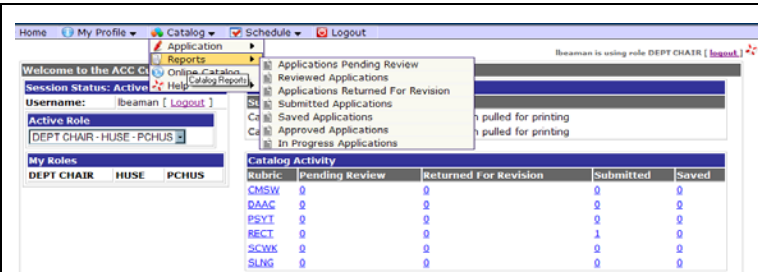 Home My Profile Catalog Schedule Logout
Application
lbeaman is using role DEPT CHAIR [ logout ]
Reports
Welcome to the ACC
Online Catalog
Catalog Reports
Help
Applications Pending Review
Reviewed Applications
Applications Returned For Revision
Submitted Applications
Saved Applications
Approved Applications
In Progress Applications
Session Status: Active
Username: lbeaman [ Logout ]
pulled for printing
pulled for printing
Active Role
DEPT CHAIR - HUSE - PCHUS
My Roles
DEPT CHAIR HUSE PCHUS
Catalog Activity
Rubric Pending Review Returned For Revision Submitted Saved
CMSW 0 0 0 0
DAAC 0 0 0 0
PSYT 0 0 0 0
RECT 0 0 1 0
SCWK 0 0 0 0
SLNG 0 0 0 0